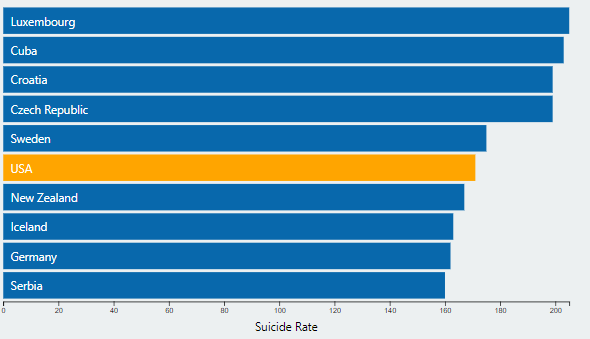 Luxembourg
Cuba
Croatia
Czech Republic
Sweden
USA
New Zealand
Iceland
Germany
Serbia
0 20 40 60 80 100 120 140 160 180 200
Suicide Rate